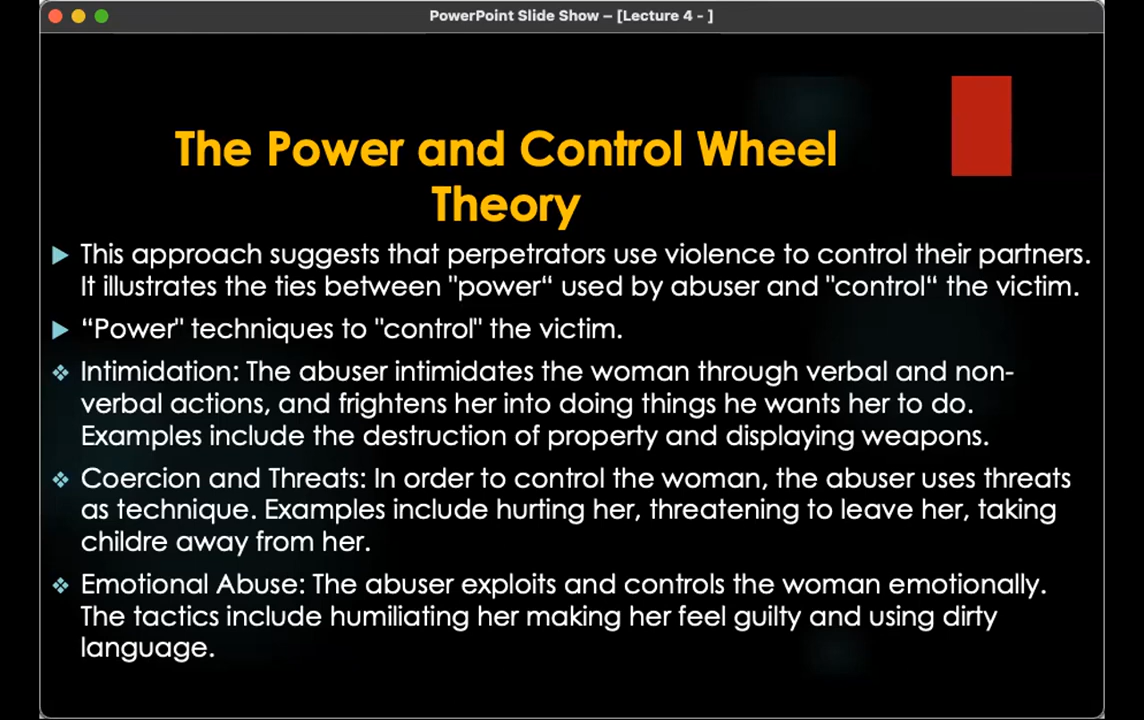 PowerPoint Slide Show – [Lecture 4 - ]
The Power and Control Wheel
Theory
This approach suggests that perpetrators use violence to control their partners.
It illustrates the ties between "power“ used by abuser and "control“ the victim.
“Power" techniques to "control" the victim.
Intimidation: The abuser intimidates the woman through verbal and non-
verbal actions, and frightens her into doing things he wants her to do.
Examples include the destruction of property and displaying weapons.
Coercion and Threats: In order to control the woman, the abuser uses threats
as technique. Examples include hurting her, threatening to leave her, taking
childre away from her.
Emotional Abuse: The abuser exploits and controls the woman emotionally.
The tactics include humiliating her making her feel guilty and using dirty
language.